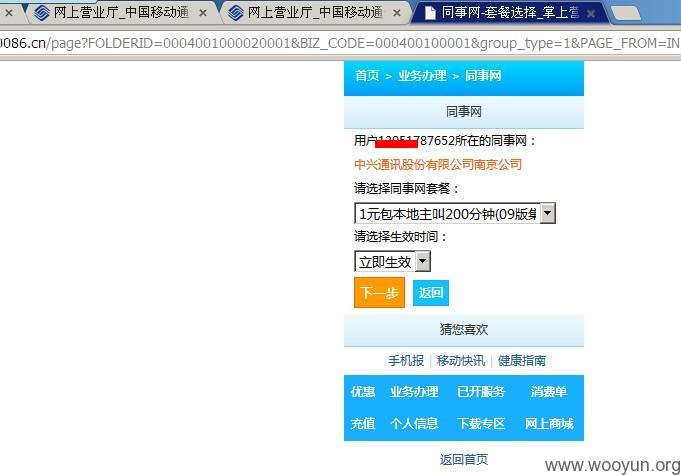 网上营业厅_中国移动通 网上营业厅_中国移动通 同事网-套餐选择_掌上营
0086.cn/page?FOLDERID=0004001000020001&BIZ_CODE=000400100001&group_type=1&PAGE_FROM=IN
首页 > 业务办理 > 同事网
同事网
用户 787652所在的同事网：
中兴通讯股份有限公司南京公司
请选择同事网套餐：
1元包本地主叫200分钟(09版
请选择生效时间：
立即生效
下一步 返回
猜您喜欢
手机报 | 移动快讯 | 健康指南
优惠 业务办理 已开服务 消费单
充值 个人信息 下载专区 网上商城
返回首页
www.wooyun.org